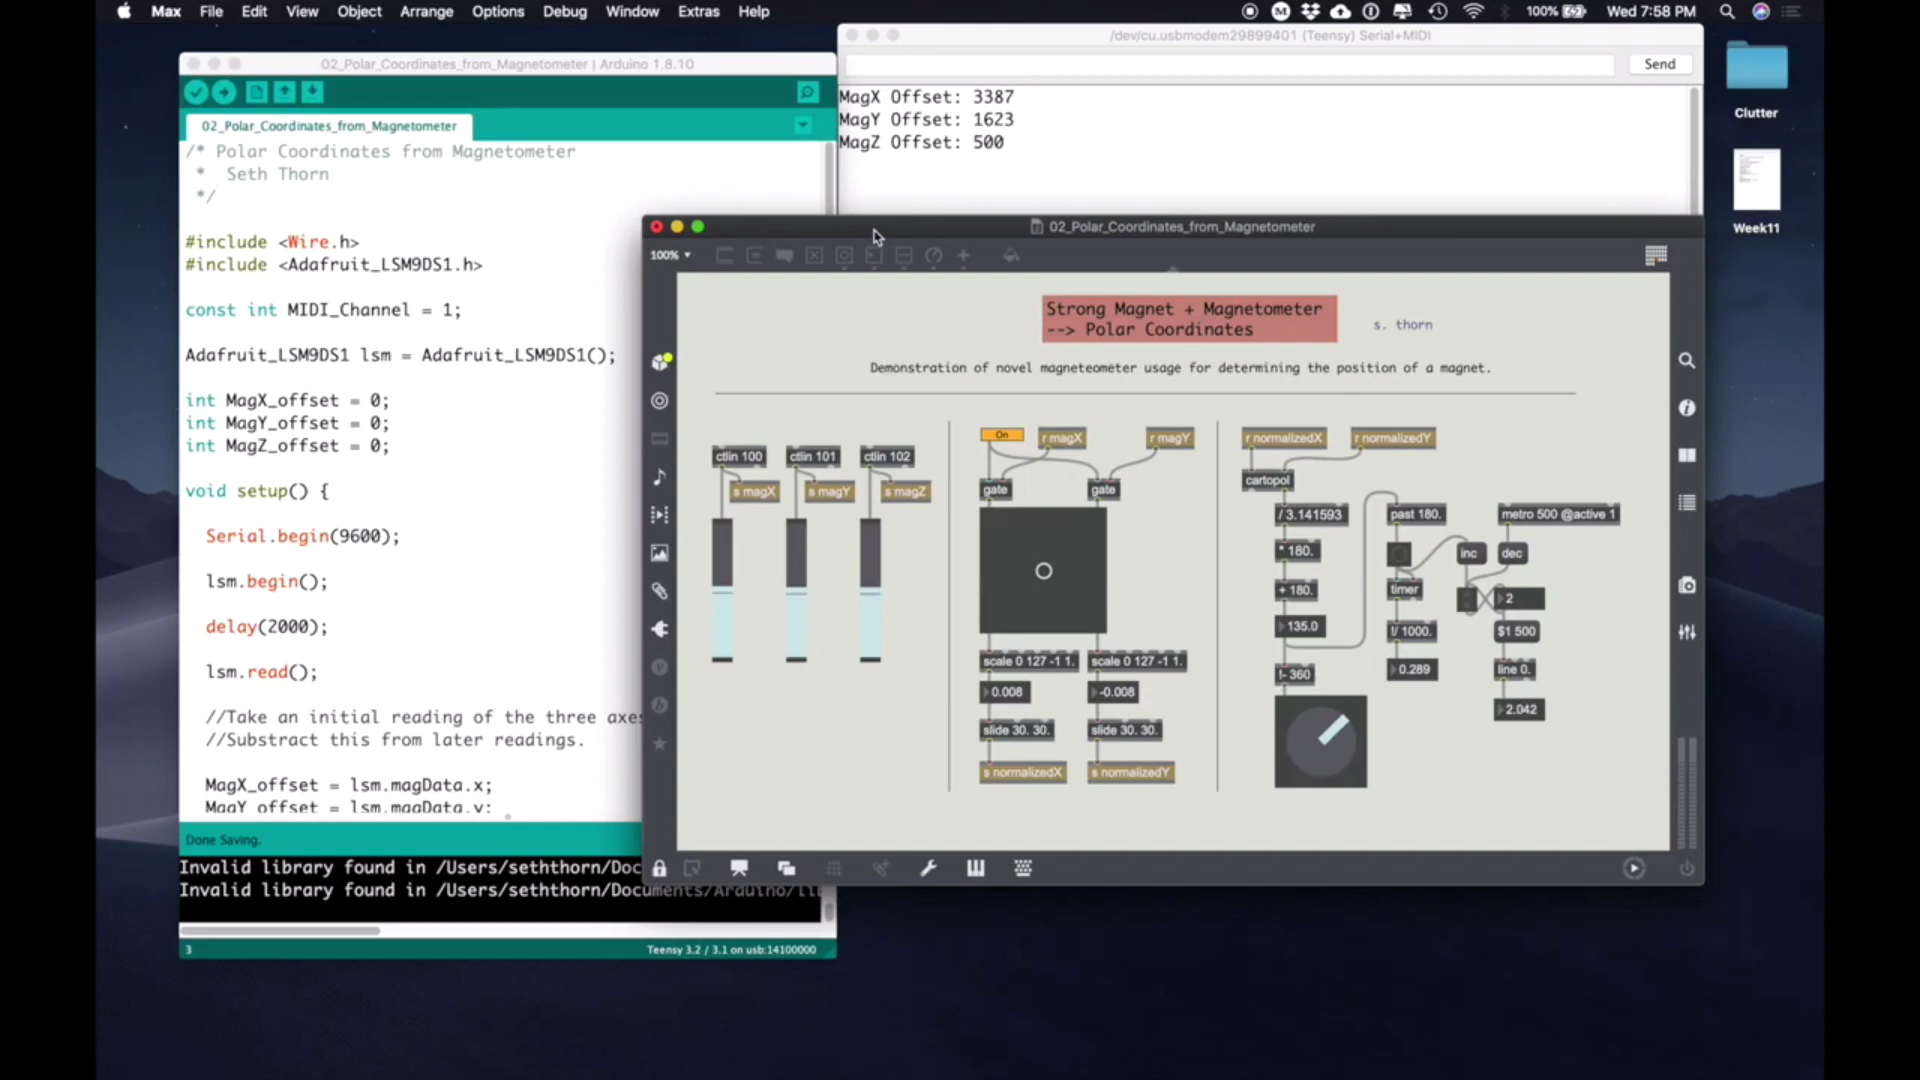 Max File Edit View Object Arrange Options Debug Window Extras Help
100% Wed 7:58 PM
02_Polar_Coordinates_from_Magnetometer | Arduino 1.8.10
02_Polar_Coordinates_from_Magnetometer
/* Polar Coordinates from Magnetometer
* Seth Thorn
*/
#include <Wire.h>
#include <Adafruit_LSM9DS1.h>
const int MIDI_Channel = 1;
Adafruit_LSM9DS1 lsm = Adafruit_LSM9DS1();
int MagX_offset = 0;
int MagY_offset = 0;
int MagZ_offset = 0;
void setup() {
Serial.begin(9600);
lsm.begin();
delay(2000);
lsm.read();
//Take an initial reading of the three axes
//Substract this from later readings.
MagX_offset = lsm.magData.x;
MagY_offset = lsm.magData.y;
Done Saving.
Invalid library found in /Users/seththorn/Doc
Invalid library found in /Users/seththorn/Documents/Arduino/li
3
Teensy 3.2 / 3.1 on usb:14100000
/dev/cu.usbmodem29899401 (Teensy) Serial+MIDI
Send
MagX Offset: 3387
MagY Offset: 1623
MagZ Offset: 500
02_Polar_Coordinates_from_Magnetometer
100%
Strong Magnet + Magnetometer
--> Polar Coordinates
s. thorn
Demonstration of novel magneteometer usage for determining the position of a magnet.
ctlin 100
ctlin 101
ctlin 102
s magX
s magY
s magZ
On
r magX
r magY
gate
gate
scale 0 127 -1 1.
scale 0 127 -1 1.
0.008
-0.008
slide 30. 30.
slide 30. 30.
s normalizedX
s normalizedY
r normalizedX
r normalizedY
cartopol
/ 3.141593
* 180.
+ 180.
135.0
!- 360
past 180.
timer
!/ 1000.
0.289
metro 500 @active 1
inc
dec
2
$1 500
line 0.
2.042
Clutter
Week11